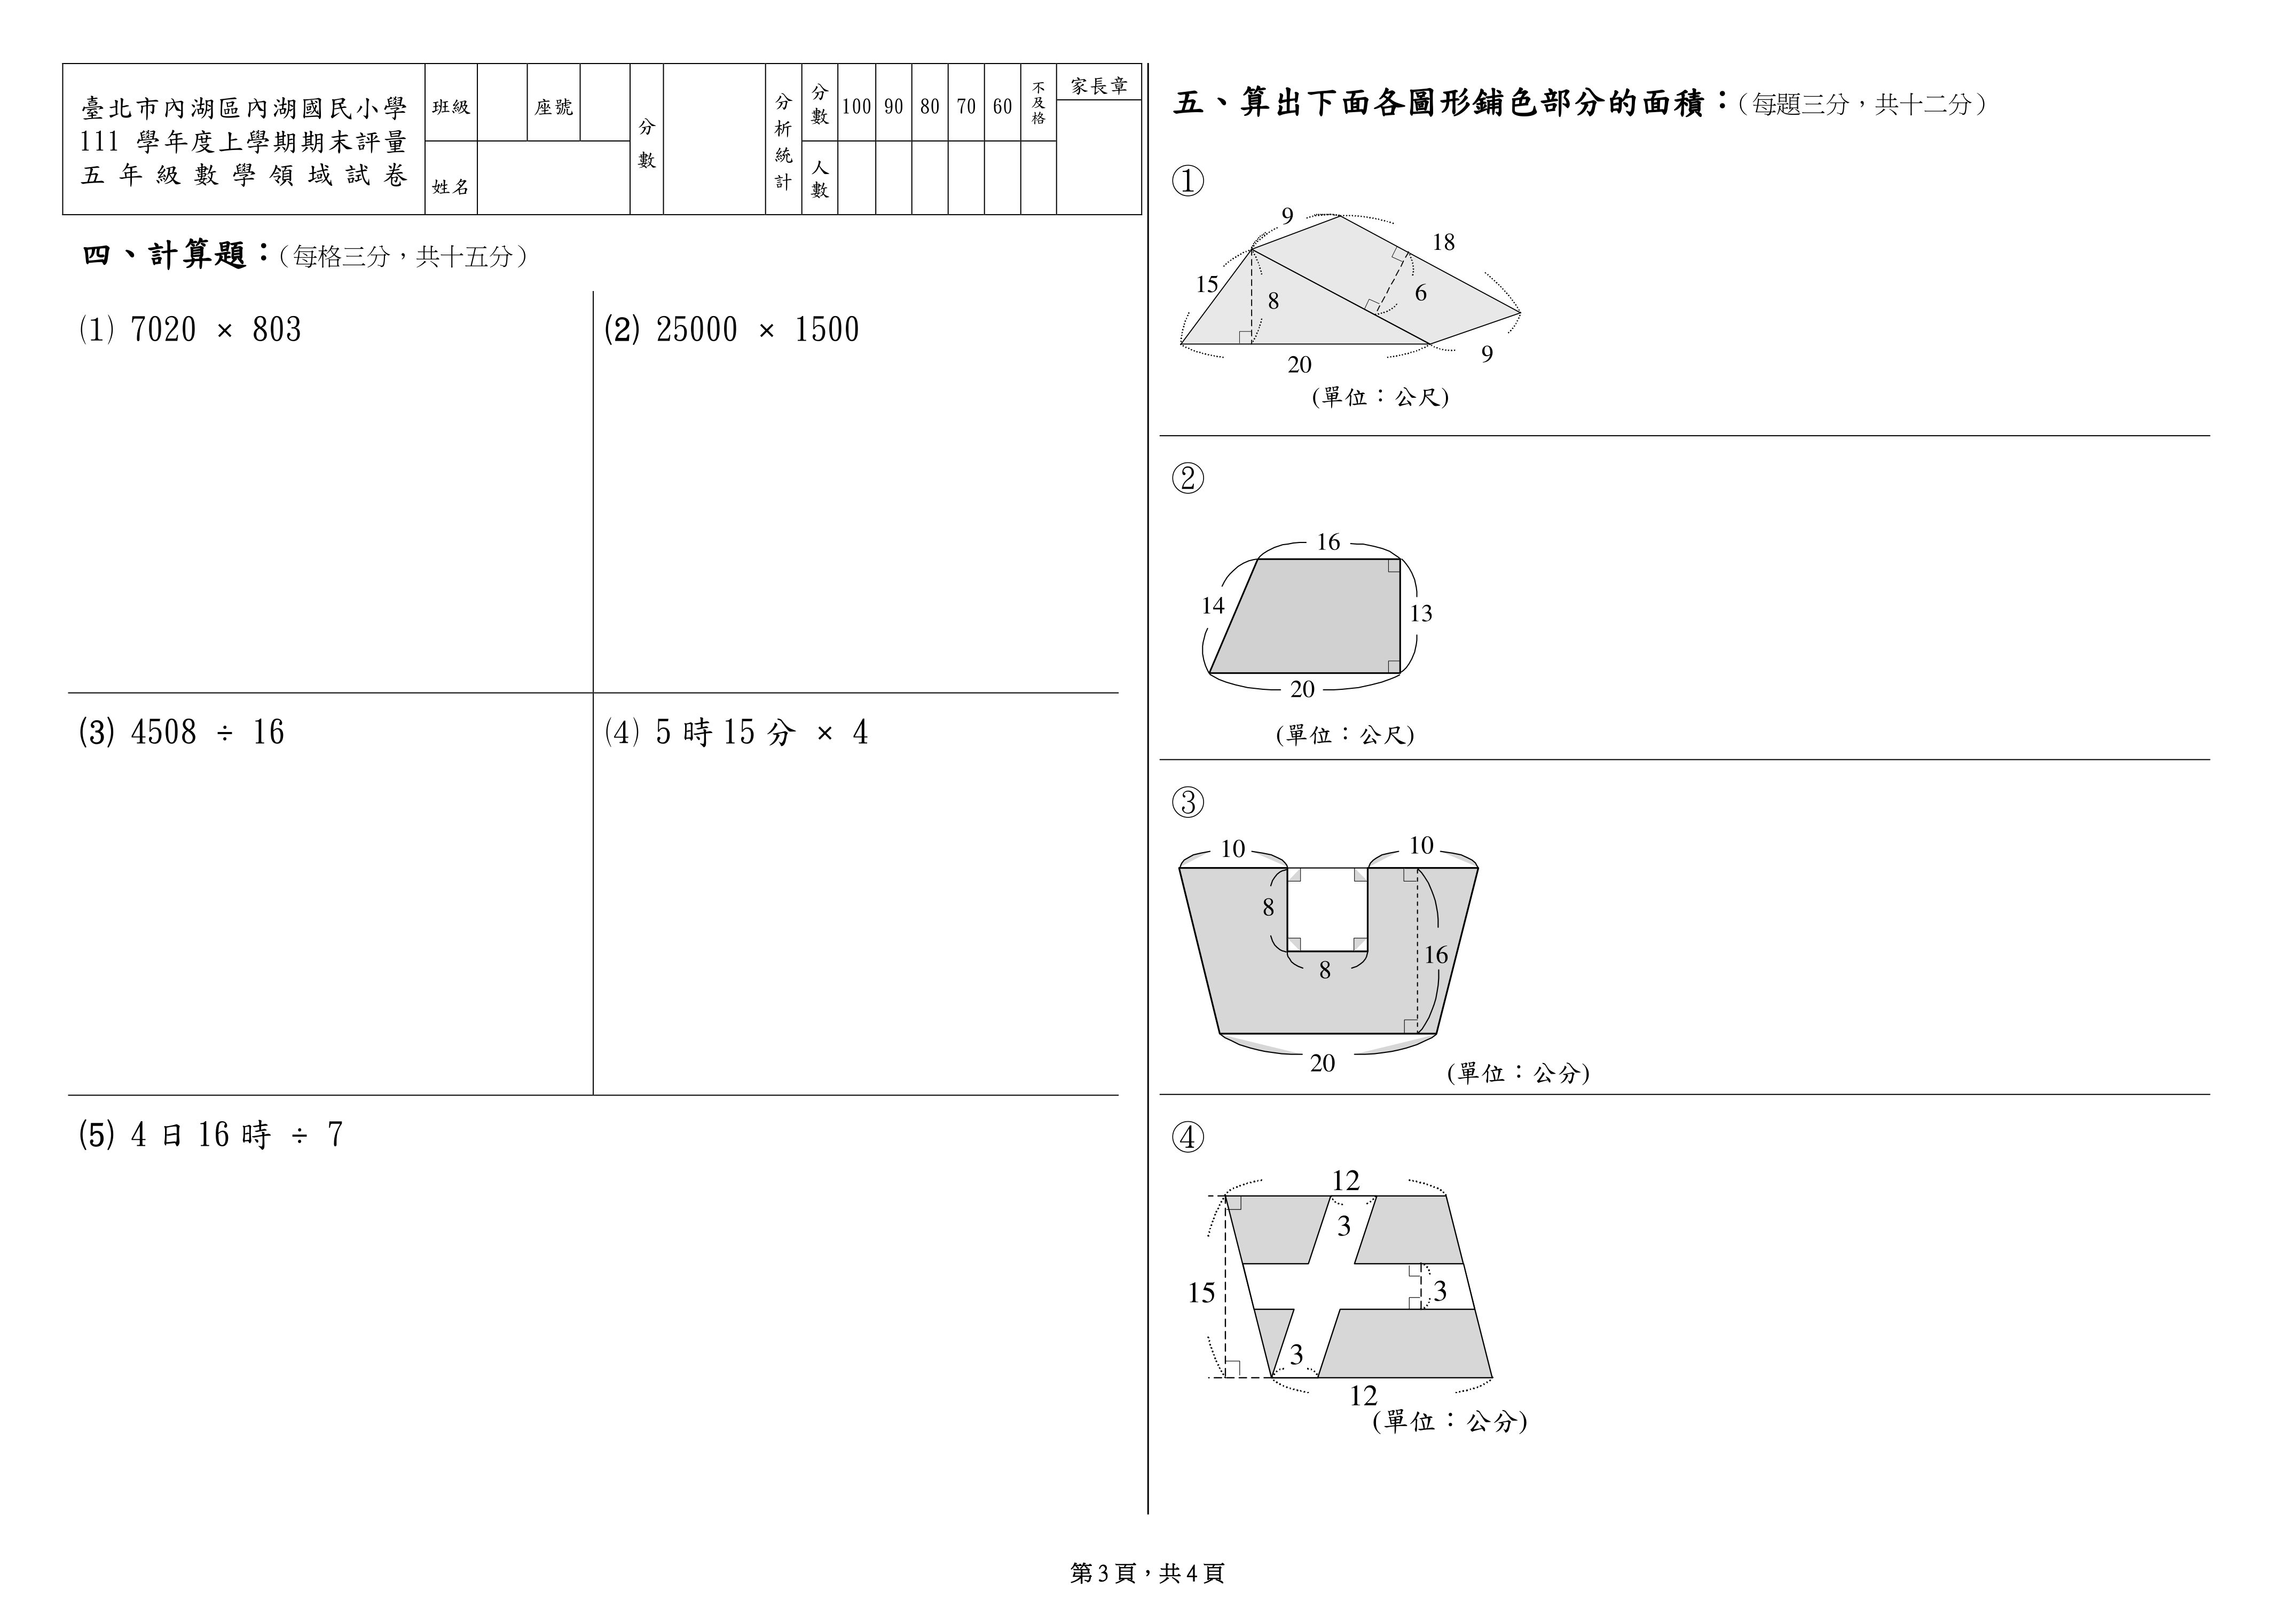 臺北市內湖區內湖國民小學
111 學年度上學期期末評量
五年級數學領域試卷
班級
座號
姓名
分數
分析統計
分數
100
90
80
70
60
不及格
人數
家長章
四、計算題：（每格三分，共十五分）
(1) 7020 × 803
(2) 25000 × 1500
(3) 4508 ÷ 16
(4) 5 時 15 分 × 4
(5) 4 日 16 時 ÷ 7
五、算出下面各圖形鋪色部分的面積：（每題三分，共十二分）
①
9
18
15
8
6
20
9
(單位：公尺)
②
16
14
13
20
(單位：公尺)
③
10
10
8
8
16
20
(單位：公分)
④
12
3
15
3
3
12
(單位：公分)
第 3 頁，共 4 頁